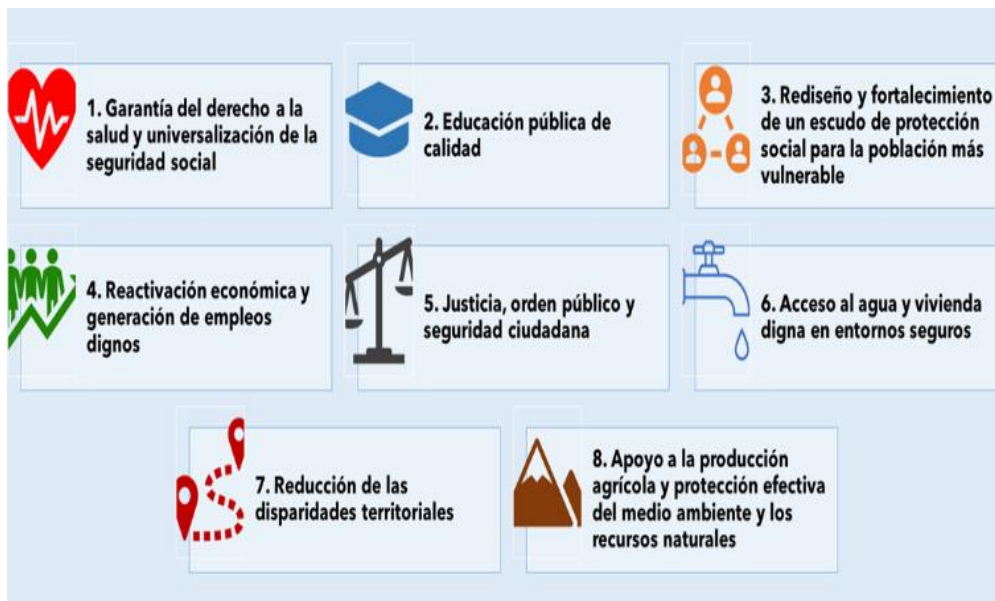 1. Garantía del derecho a la
salud y universalización de la
seguridad social
2. Educación pública de
calidad
3. Rediseño y fortalecimiento
de un escudo de protección
social para la población más
vulnerable
4. Reactivación económica y
generación de empleos
dignos
5. Justicia, orden público y
seguridad ciudadana
6. Acceso al agua y vivienda
digna en entornos seguros
7. Reducción de las
disparidades territoriales
8. Apoyo a la producción
agrícola y protección efectiva
del medio ambiente y los
recursos naturales